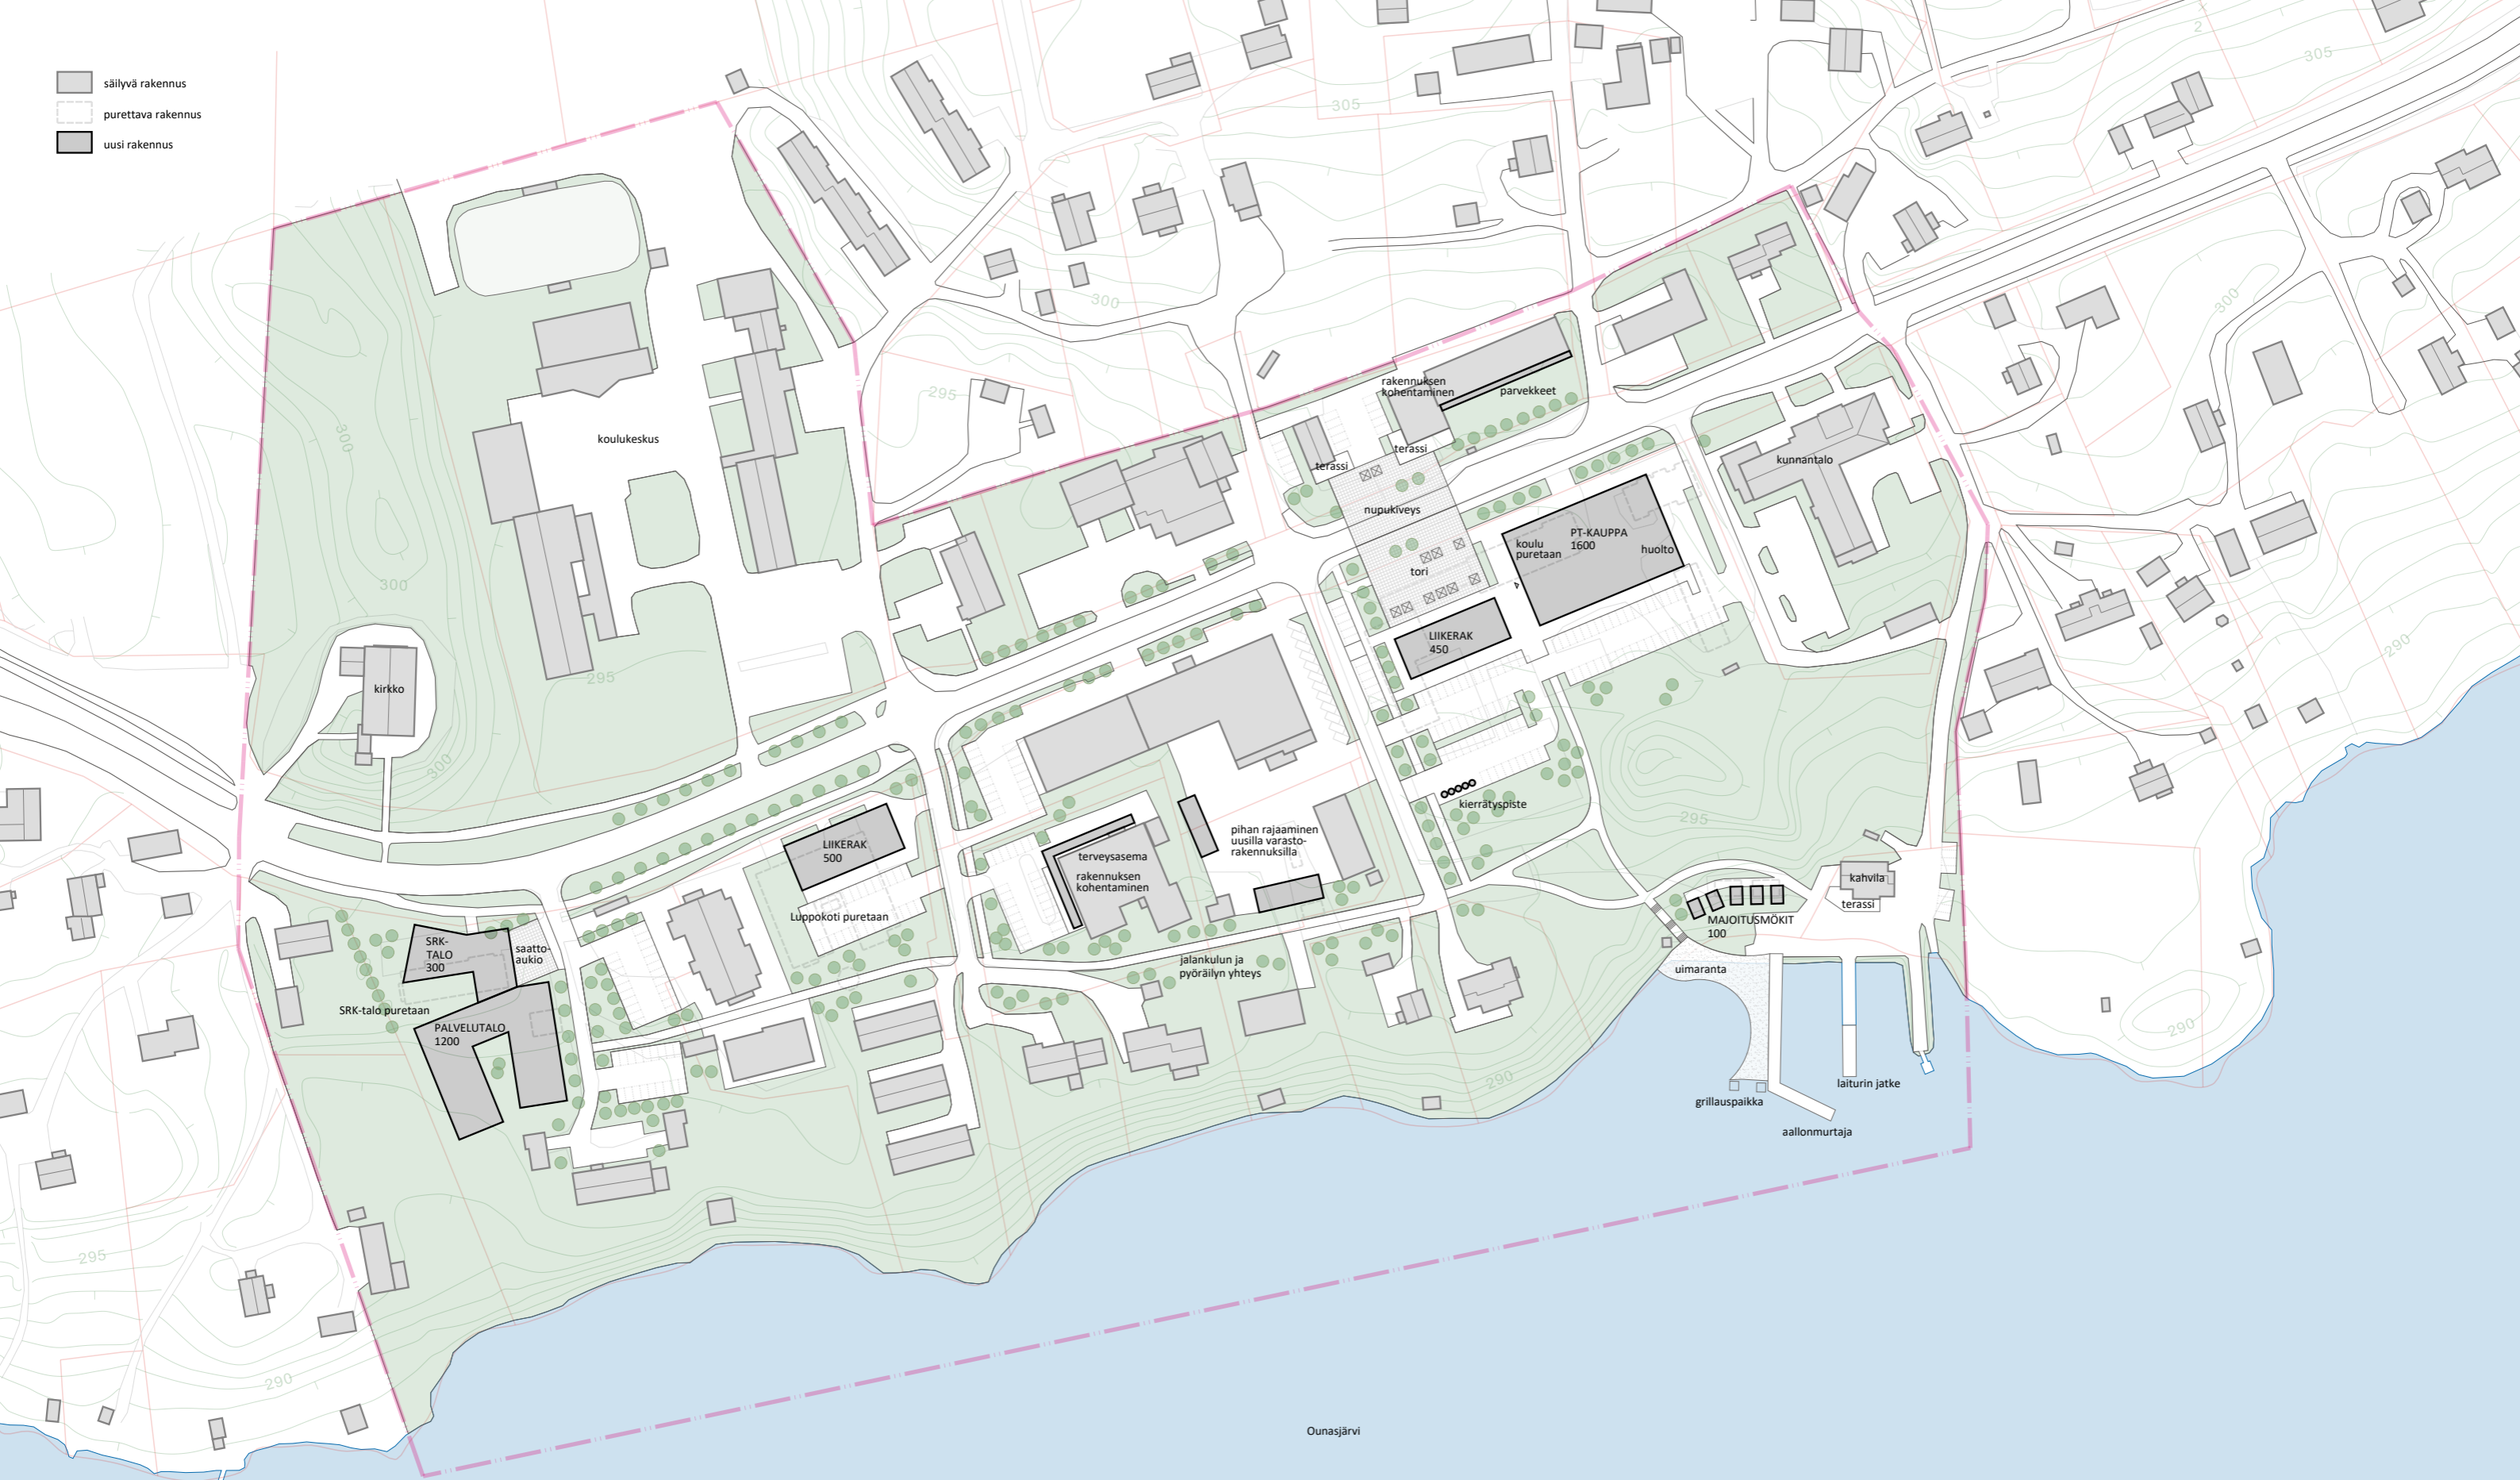 säilyvä rakennus
purettava rakennus
uusi rakennus
2
305
305
300
300
295
300
300
295
300
290
295
290
290
295
290
koulukeskus
kirkko
rakennuksen
kohentaminen
parvekkeet
terassi
terassi
nupukiveys
tori
koulu
puretaan
PT-KAUPPA
1600
huolto
kunnantalo
LIIKERAK
450
kierrätyspiste
LIIKERAK
500
Luppokoti puretaan
terveysasema
rakennuksen
kohentaminen
pihan rajaaminen
uusilla varasto-
rakennuksilla
jalankulun ja
pyöräilyn yhteys
SRK-
TALO
300
saatto-
aukio
SRK-talo puretaan
PALVELUTALO
1200
kahvila
terassi
MAJOITUSMÖKIT
100
uimaranta
grillauspaikka
laiturin jatke
aallonmurtaja
Ounasjärvi